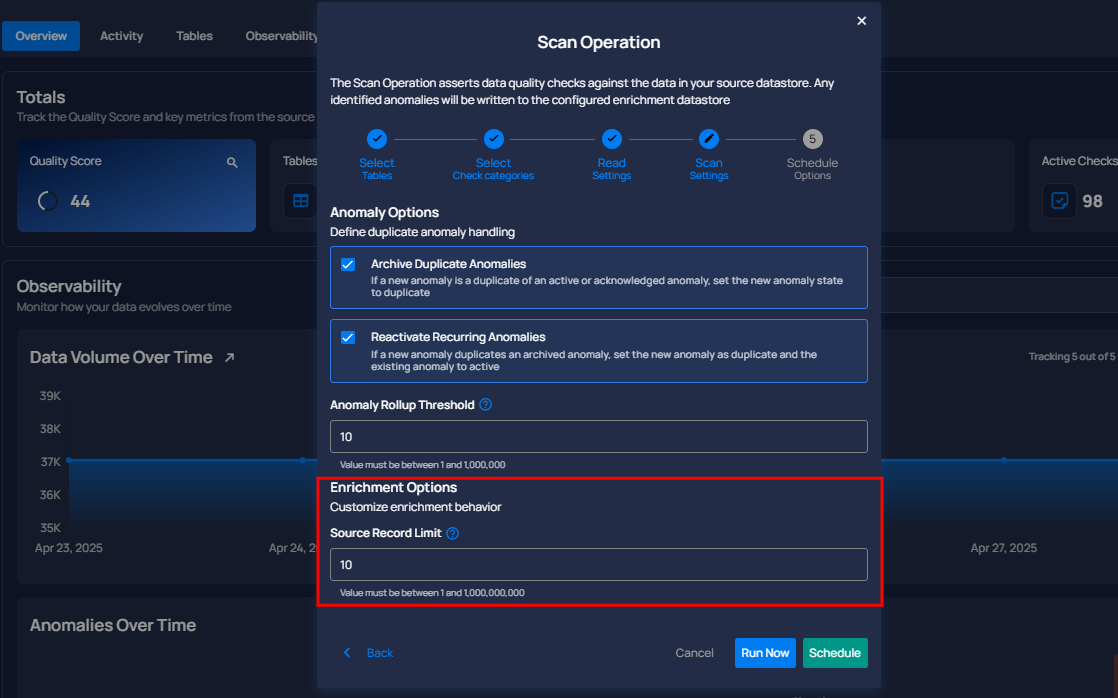 Overview
Activity
Tables
Observability
Totals
Track the Quality Score and key metrics from the source
Quality Score
44
Tables
Active Checks
98
Observability
Monitor how your data evolves over time
Data Volume Over Time
Tracking 5 out of 5
39K
38K
37K
36K
35K
Apr 23, 2025
Apr 24, 2
Apr 27, 2025
Anomalies Over Time
Scan Operation
The Scan Operation asserts data quality checks against the data in your source datastore. Any
identified anomalies will be written to the configured enrichment datastore
Select
Tables
Select
Check categories
Read
Settings
Scan
Settings
5
Schedule
Options
Anomaly Options
Define duplicate anomaly handling
Archive Duplicate Anomalies
If a new anomaly is a duplicate of an active or acknowledged anomaly, set the new anomaly state
to duplicate
Reactivate Recurring Anomalies
If a new anomaly duplicates an archived anomaly, set the new anomaly as duplicate and the
existing anomaly to active
Anomaly Rollup Threshold
10
Value must be between 1 and 1,000,000
Enrichment Options
Customize enrichment behavior
Source Record Limit
10
Value must be between 1 and 1,000,000,000
Back
Cancel
Run Now
Schedule